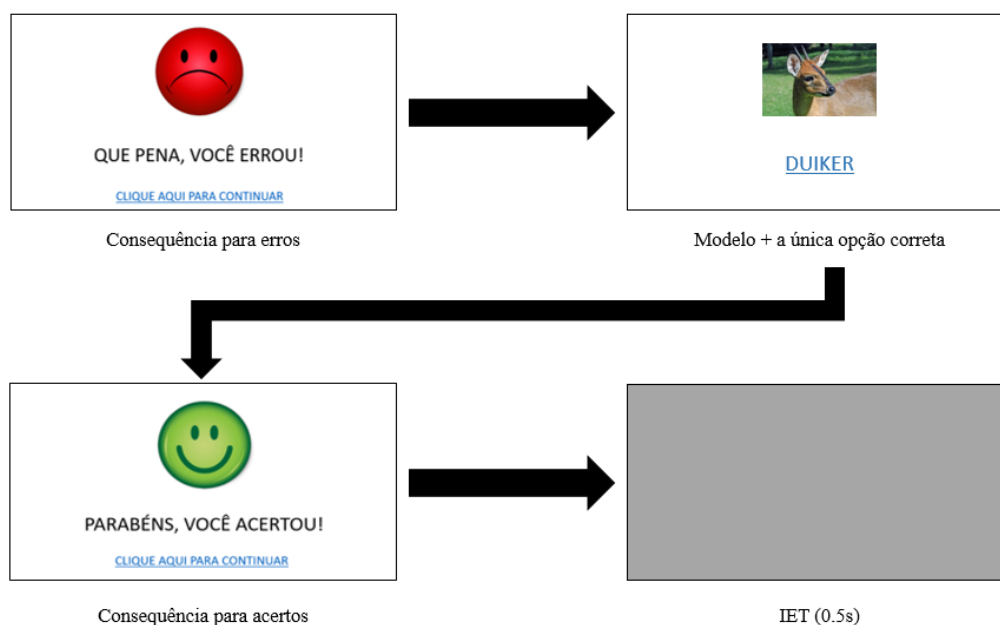 QUE PENA, VOCÊ ERROU!
CLIQUE AQUI PARA CONTINUAR
Consequência para erros
DUIKER
Modelo + a única opção correta
PARABÉNS, VOCÊ ACERTOU!
CLIQUE AQUI PARA CONTINUAR
Consequência para acertos
IET (0.5s)